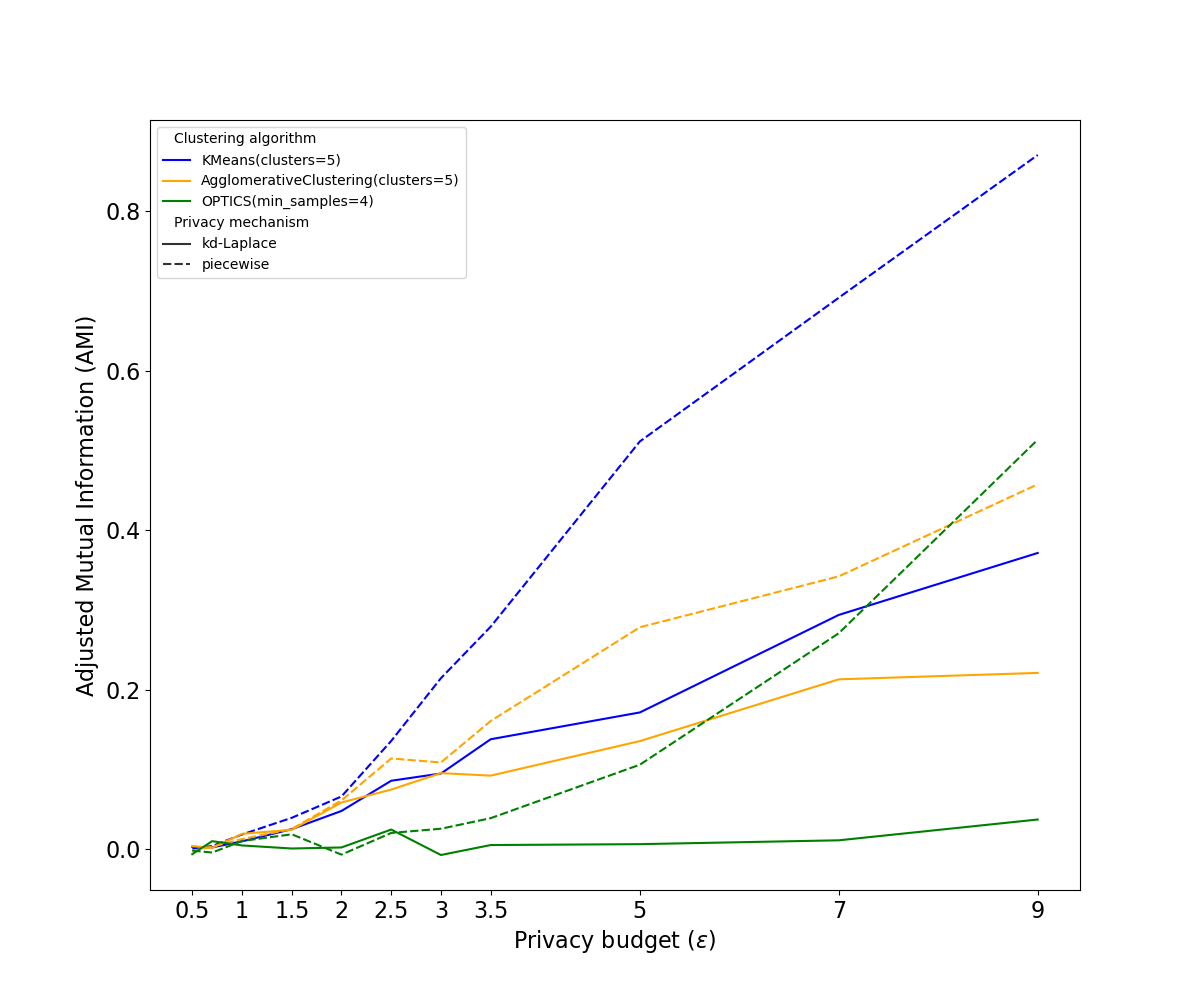 Clustering algorithm
KMeans(clusters=5)
AgglomerativeClustering(clusters=5)
OPTICS(min_samples=4)
Privacy mechanism
kd-Laplace
piecewise
Adjusted Mutual Information (AMI)
0.8
0.6
0.4
0.2
0.0
0.5 1 1.5 2 2.5 3 3.5 5 7 9
Privacy budget (ε)